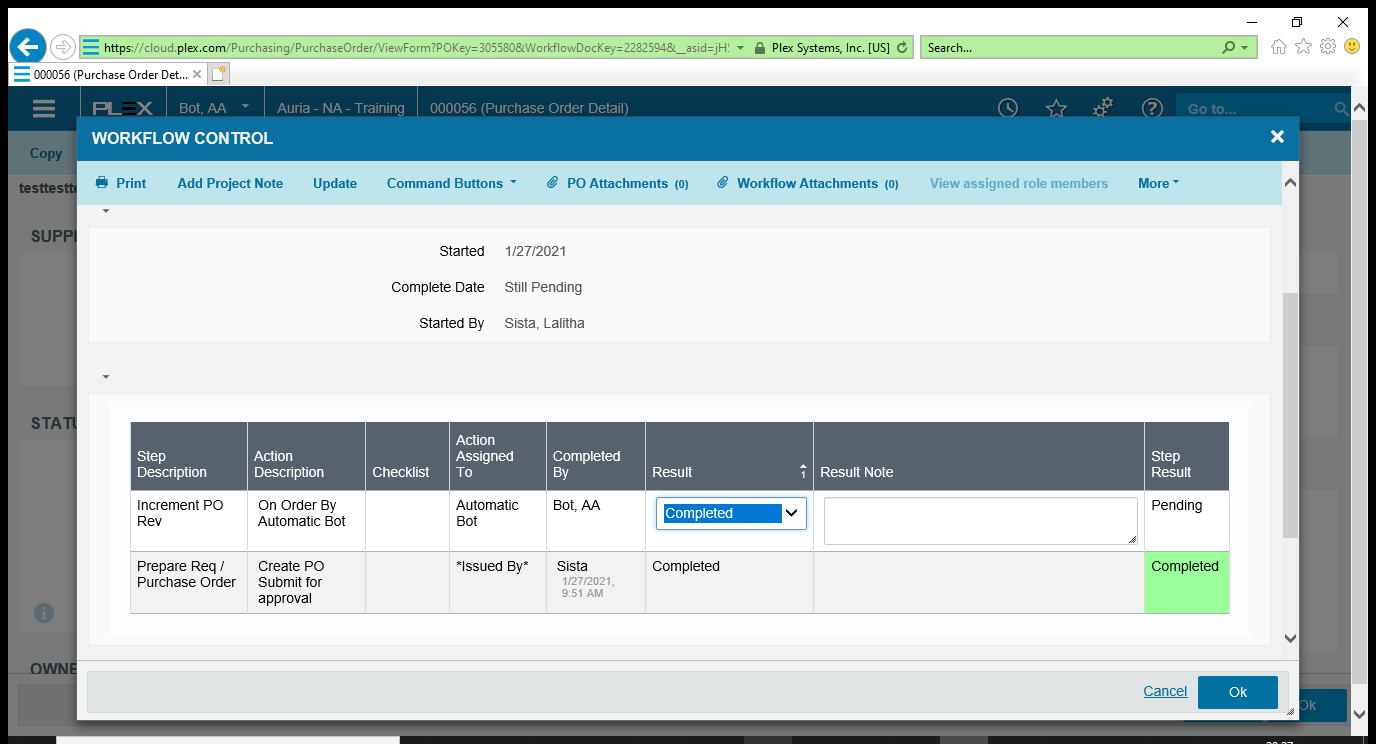 https://cloud.plex.com/Purchasing/PurchaseOrder/ViewForm?POKey=305580&WorkflowDocKey=2282594&__asid=jH
Plex Systems, Inc. [US]
Search...
000056 (Purchase Order Det...
PLEX
Bot, AA
Auria - NA - Training
000056 (Purchase Order Detail)
Go to...
WORKFLOW CONTROL
Copy
Print
Add Project Note
Update
Command Buttons
PO Attachments (0)
Workflow Attachments (0)
View assigned role members
More
testtestte
SUPP
Started 1/27/2021
Complete Date Still Pending
Started By Sista, Lalitha
STATU
Step Description
Action Description
Checklist
Action Assigned To
Completed By
Result
1
Result Note
Step Result
Increment PO Rev
On Order By Automatic Bot
Automatic Bot
Bot, AA
Completed
Pending
Prepare Req / Purchase Order
Create PO Submit for approval
*Issued By*
Sista
1/27/2021, 9:51 AM
Completed
Completed
OWNE
Cancel
Ok
Ok